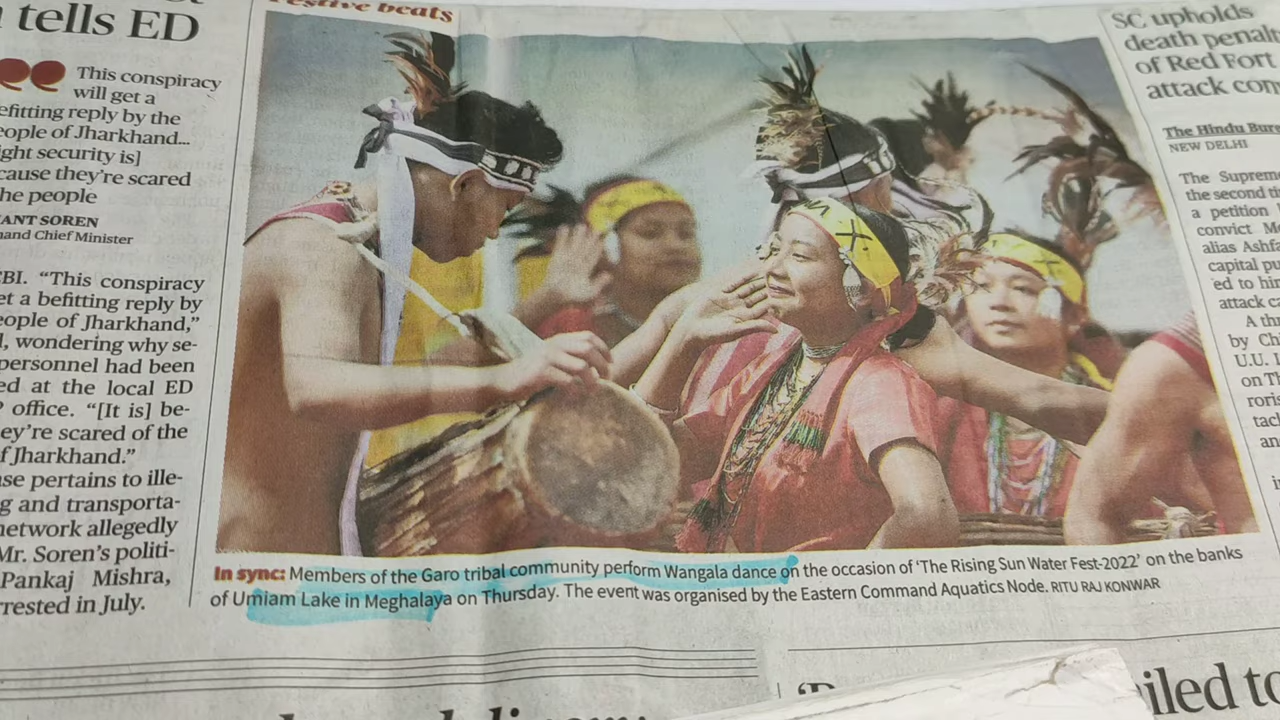 tells ED
This conspiracy
will get a
efitting reply by the
eople of Jharkhand...
ight security is]
cause they're scared
he people
ANT SOREN
hand Chief Minister
BI. “This conspiracy
et a befitting reply by
eople of Jharkhand,”
l, wondering why se-
personnel had been
ed at the local ED
office. “[It is] be-
ey're scared of the
f Jharkhand.”
ase pertains to ille-
g and transporta-
network allegedly
Mr. Soren's politi-
Pankaj Mishra,
rrested in July.
estive beats
In sync: Members of the Garo tribal community perform Wangala dance on the occasion of ‘The Rising Sun Water Fest-2022’ on the banks
of Umiam Lake in Meghalaya on Thursday. The event was organised by the Eastern Command Aquatics Node. RITU RAJ KONWAR
SC upholds
death penalt
of Red Fort
attack con
The Hindu Bure
NEW DELHI
The Supreme
the second ti
a petition
convict Mo
alias Ashfa
capital pu
ed to hi
attack ca
A th
by Chi
U.U. L
on Th
roris
tack
an
iled to